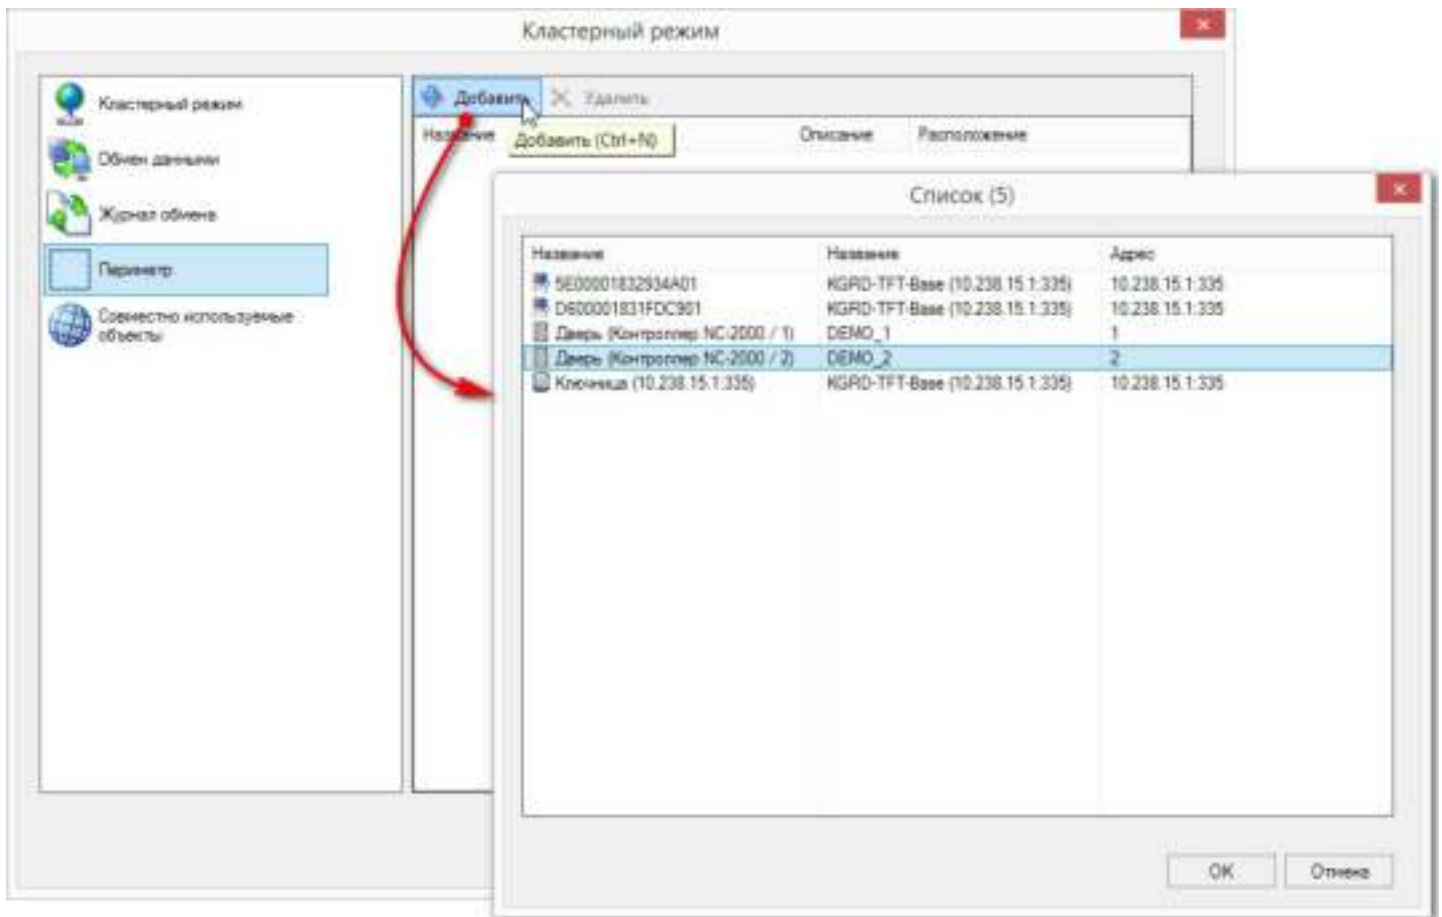 Кластерный режим
Кластерный режим
Обмен данными
Журнал обмена
Периметр
Совместно используемые
объекты
Добавить Удалить
Название Описание Расположение
Добавить (Ctrl+N)
Список (5)
Название Название Адрес
5E00001832934A01 KGRD-TFT-Base (10.238.15.1:335) 10.238.15.1:335
D600001831FDC901 KGRD-TFT-Base (10.238.15.1:335) 10.238.15.1:335
Дверь (Контроллер NC-2000 / 1) DEMO_1 1
Дверь (Контроллер NC-2000 / 2) DEMO_2 2
Ключница (10.238.15.1:335) KGRD-TFT-Base (10.238.15.1:335) 10.238.15.1:335
OK Отмена